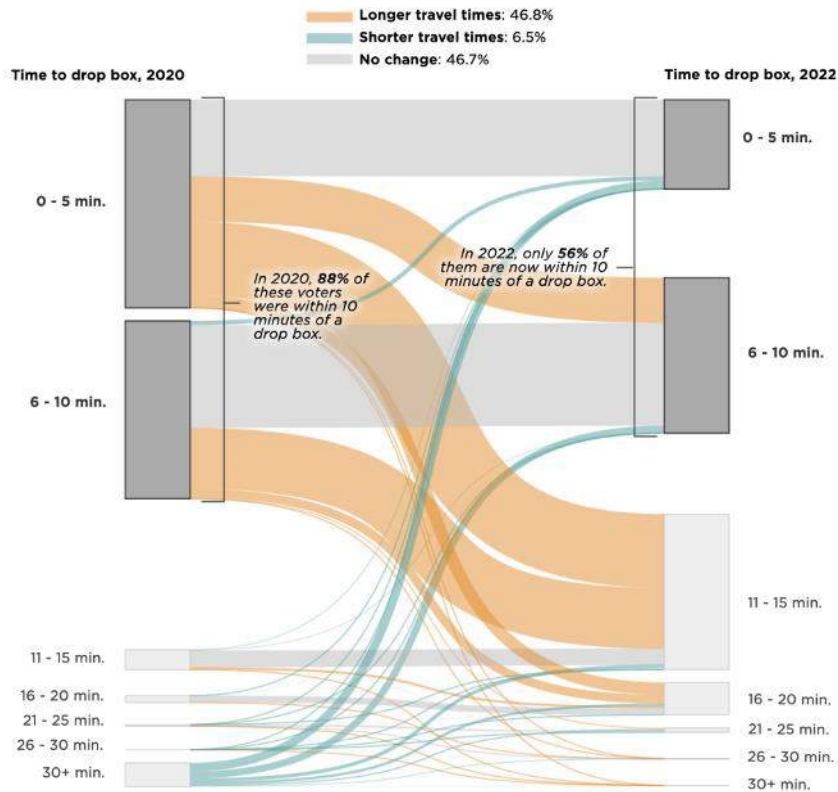 Longer travel times: 46.8%
Shorter travel times: 6.5%
No change: 46.7%
Time to drop box, 2020
Time to drop box, 2022
0 - 5 min.
6 - 10 min.
11 - 15 min.
16 - 20 min.
21 - 25 min.
26 - 30 min.
30+ min.
In 2020, 88% of
these voters
were within 10
minutes of a
drop box.
In 2022, only 56% of
them are now within 10
minutes of a drop box.
0 - 5 min.
6 - 10 min.
11 - 15 min.
16 - 20 min.
21 - 25 min.
26 - 30 min.
30+ min.